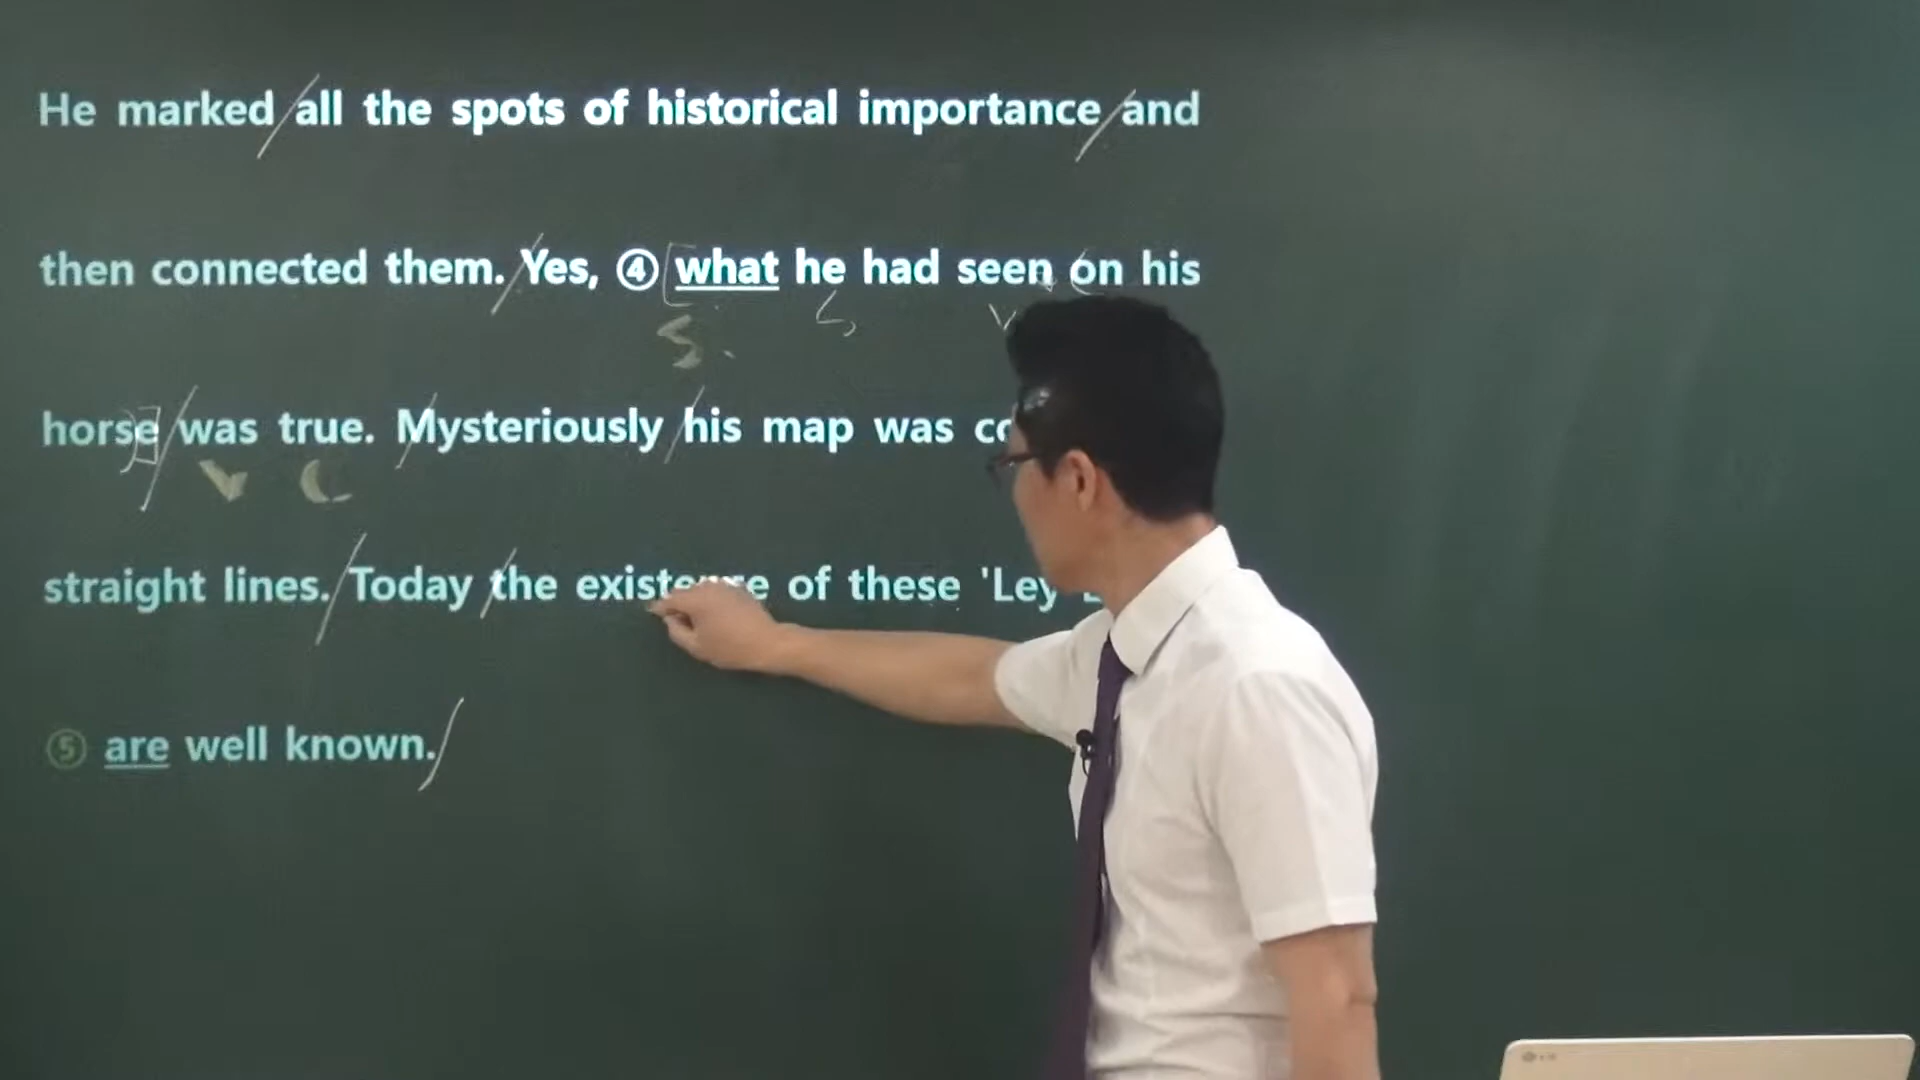 He marked all the spots of historical importance and
then connected them. Yes, ④ what he had seen on his
S V
S
horse was true. Mysteriously his map was
V C
straight lines. Today the existence of these 'Ley
⑤ are well known.